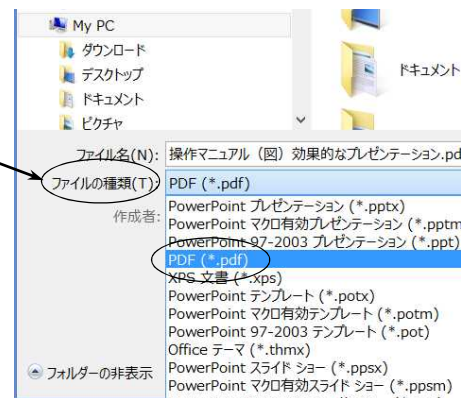 My PC
ダウンロード
デスクトップ
ドキュメント
ピクチャ
ドキュメント
ファイル名(N): 操作マニュアル（図）効果的なプレゼンテーション.pd
ファイルの種類(T): PDF (*.pdf)
作成者:
PowerPoint プレゼンテーション (*.pptx)
PowerPoint マクロ有効プレゼンテーション (*.pptm
PowerPoint 97-2003 プレゼンテーション (*.ppt)
PDF (*.pdf)
XPS 文書 (*.xps)
PowerPoint テンプレート (*.potx)
PowerPoint マクロ有効テンプレート (*.potm)
PowerPoint 97-2003 テンプレート (*.pot)
Office テーマ (*.thmx)
PowerPoint スライド ショー (*.ppsx)
PowerPoint マクロ有効スライド ショー (*.ppsm)
フォルダーの非表示